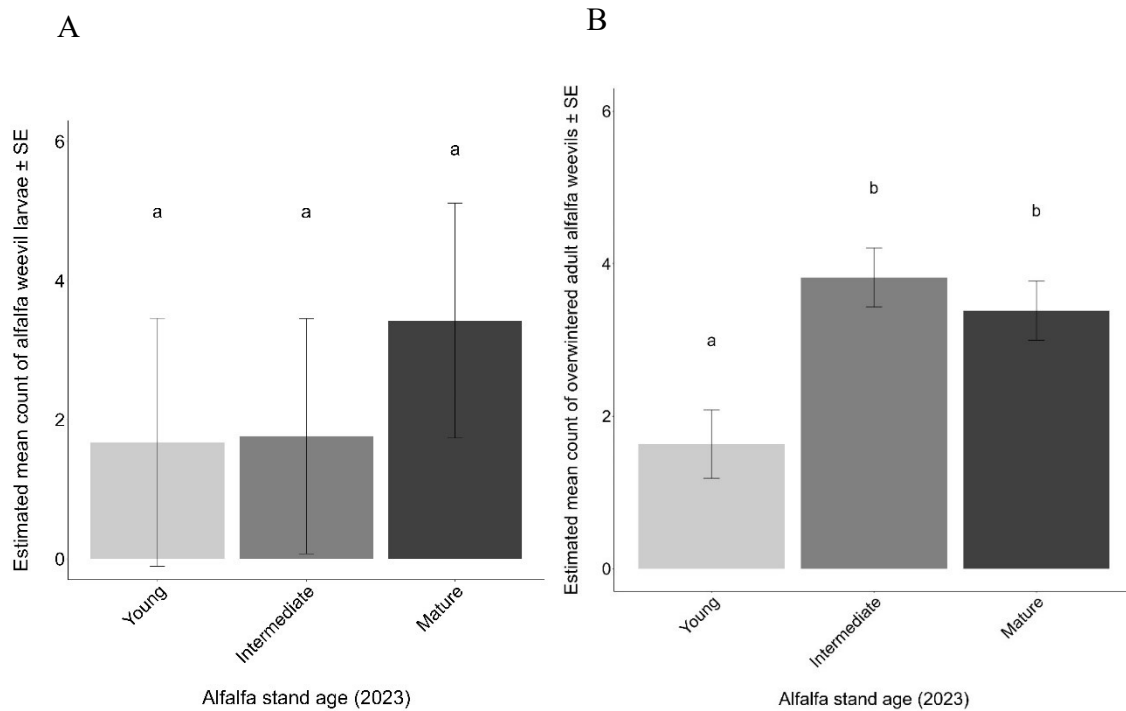 A
Estimated mean count of alfalfa weevil larvae ± SE
6
4
2
0
a
a
a
Young
Intermediate
Mature
Alfalfa stand age (2023)
B
Estimated mean count of overwintered adult alfalfa weevils ± SE
6
4
2
0
a
b
b
Young
Intermediate
Mature
Alfalfa stand age (2023)